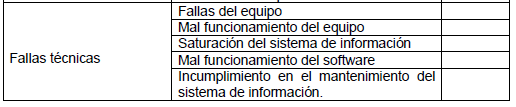 Fallas técnicas
Fallas del equipo
Mal funcionamiento del equipo
Saturación del sistema de información
Mal funcionamiento del software
Incumplimiento en el mantenimiento del
sistema de información.